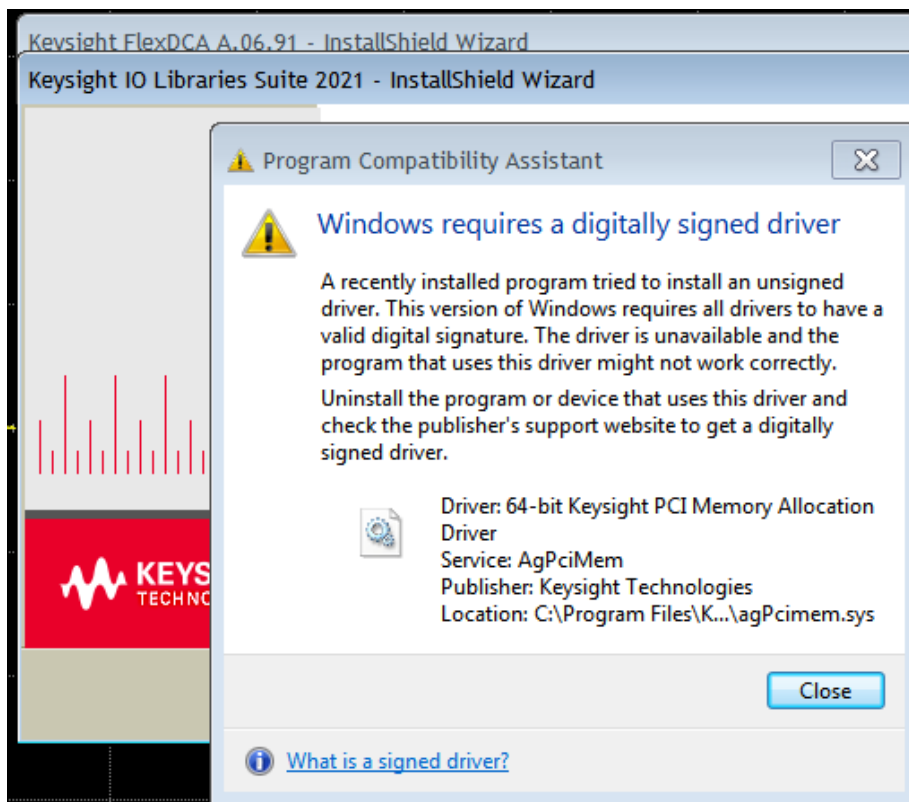 Keysight FlexDCA A.06.91 - InstallShield Wizard
Keysight IO Libraries Suite 2021 - InstallShield Wizard
Program Compatibility Assistant
Windows requires a digitally signed driver
A recently installed program tried to install an unsigned
driver. This version of Windows requires all drivers to have a
valid digital signature. The driver is unavailable and the
program that uses this driver might not work correctly.
Uninstall the program or device that uses this driver and
check the publisher's support website to get a digitally
signed driver.
Driver: 64-bit Keysight PCI Memory Allocation
Driver
Service: AgPciMem
Publisher: Keysight Technologies
Location: C:\Program Files\K...\agPcimem.sys
KEYS
TECHNO
Close
What is a signed driver?